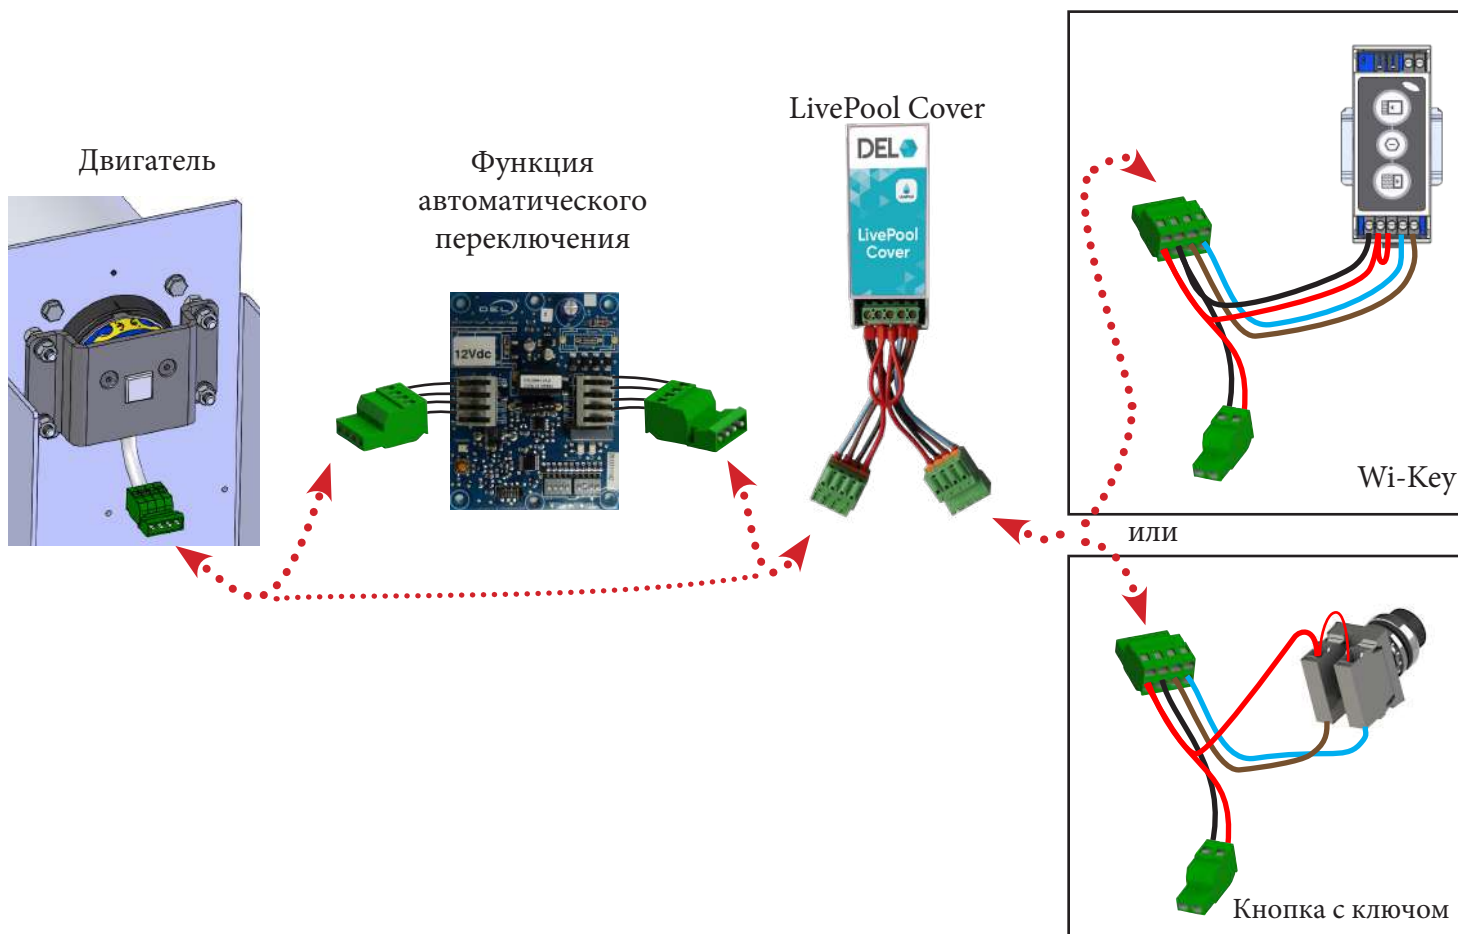 Двигатель
Функция
автоматического
переключения
12Vdc
LivePool Cover
DEL
LivePool
Cover
Wi-Key
или
Кнопка с ключом